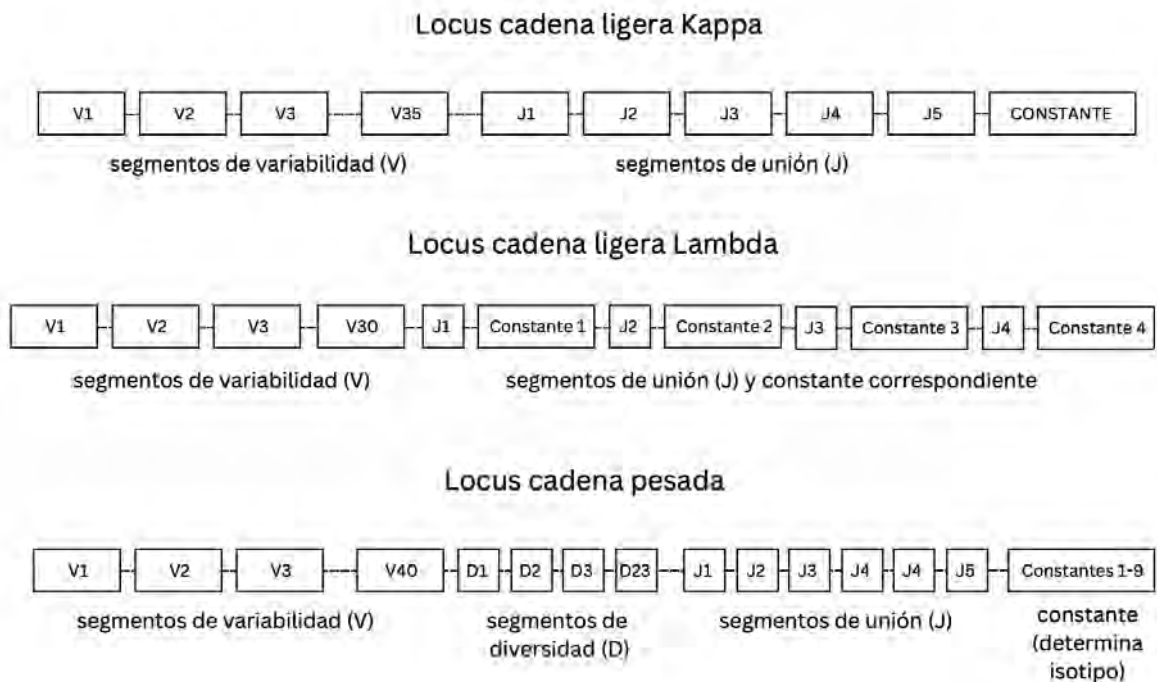 Locus cadena ligera Kappa
V1 V2 V3 V35 J1 J2 J3 J4 J5 CONSTANTE
segmentos de variabilidad (V) segmentos de unión (J)
Locus cadena ligera Lambda
V1 V2 V3 V30 J1 Constante 1 J2 Constante 2 J3 Constante 3 J4 Constante 4
segmentos de variabilidad (V) segmentos de unión (J) y constante correspondiente
Locus cadena pesada
V1 V2 V3 V40 D1 D2 D3 D23 J1 J2 J3 J4 J4 J5 Constantes 1-9
segmentos de variabilidad (V) segmentos de diversidad (D) segmentos de unión (J) constante (determina isotipo)